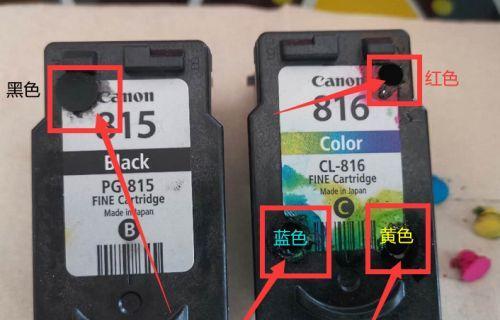 黑色
Canon
815
Black
PG-815
FINE Cartridge
Made in Japan
B
Canon
816
Color
CL-816
FINE Cartridge
Made in Japan
C
红色
蓝色
黄色